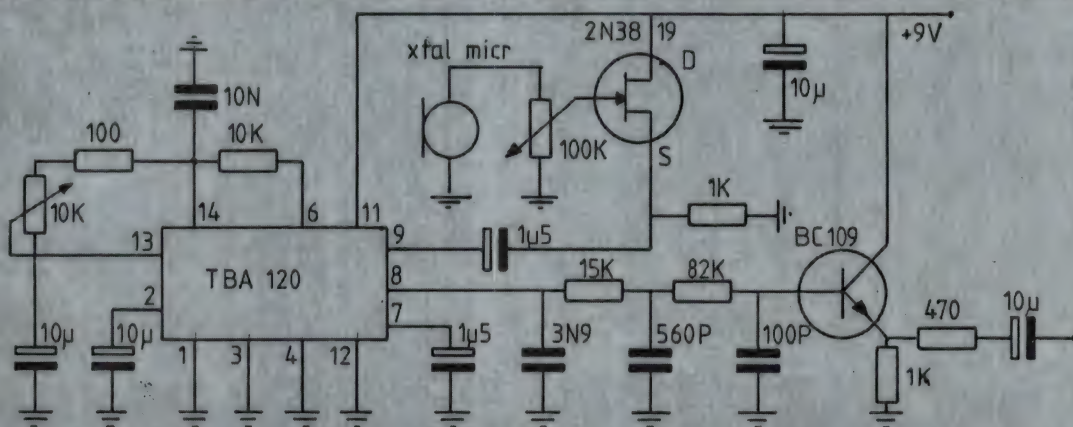 2N38 19
+9V
xtal micr
D
10µ
10N
100
10K
100K
S
10K
1K
14
6
11
13
9
1µ5
BC109
TBA 120
8
15K
82K
2
7
470
10µ
10µ
10µ
1µ5
3N9
560P
100P
1
3
4
12
1K